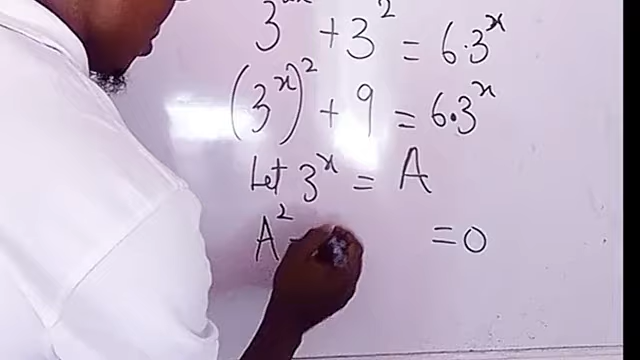 3²ˣ + 3² = 6·3ˣ
(3ˣ)² + 9 = 6·3ˣ
Let 3ˣ = A
A² - = 0